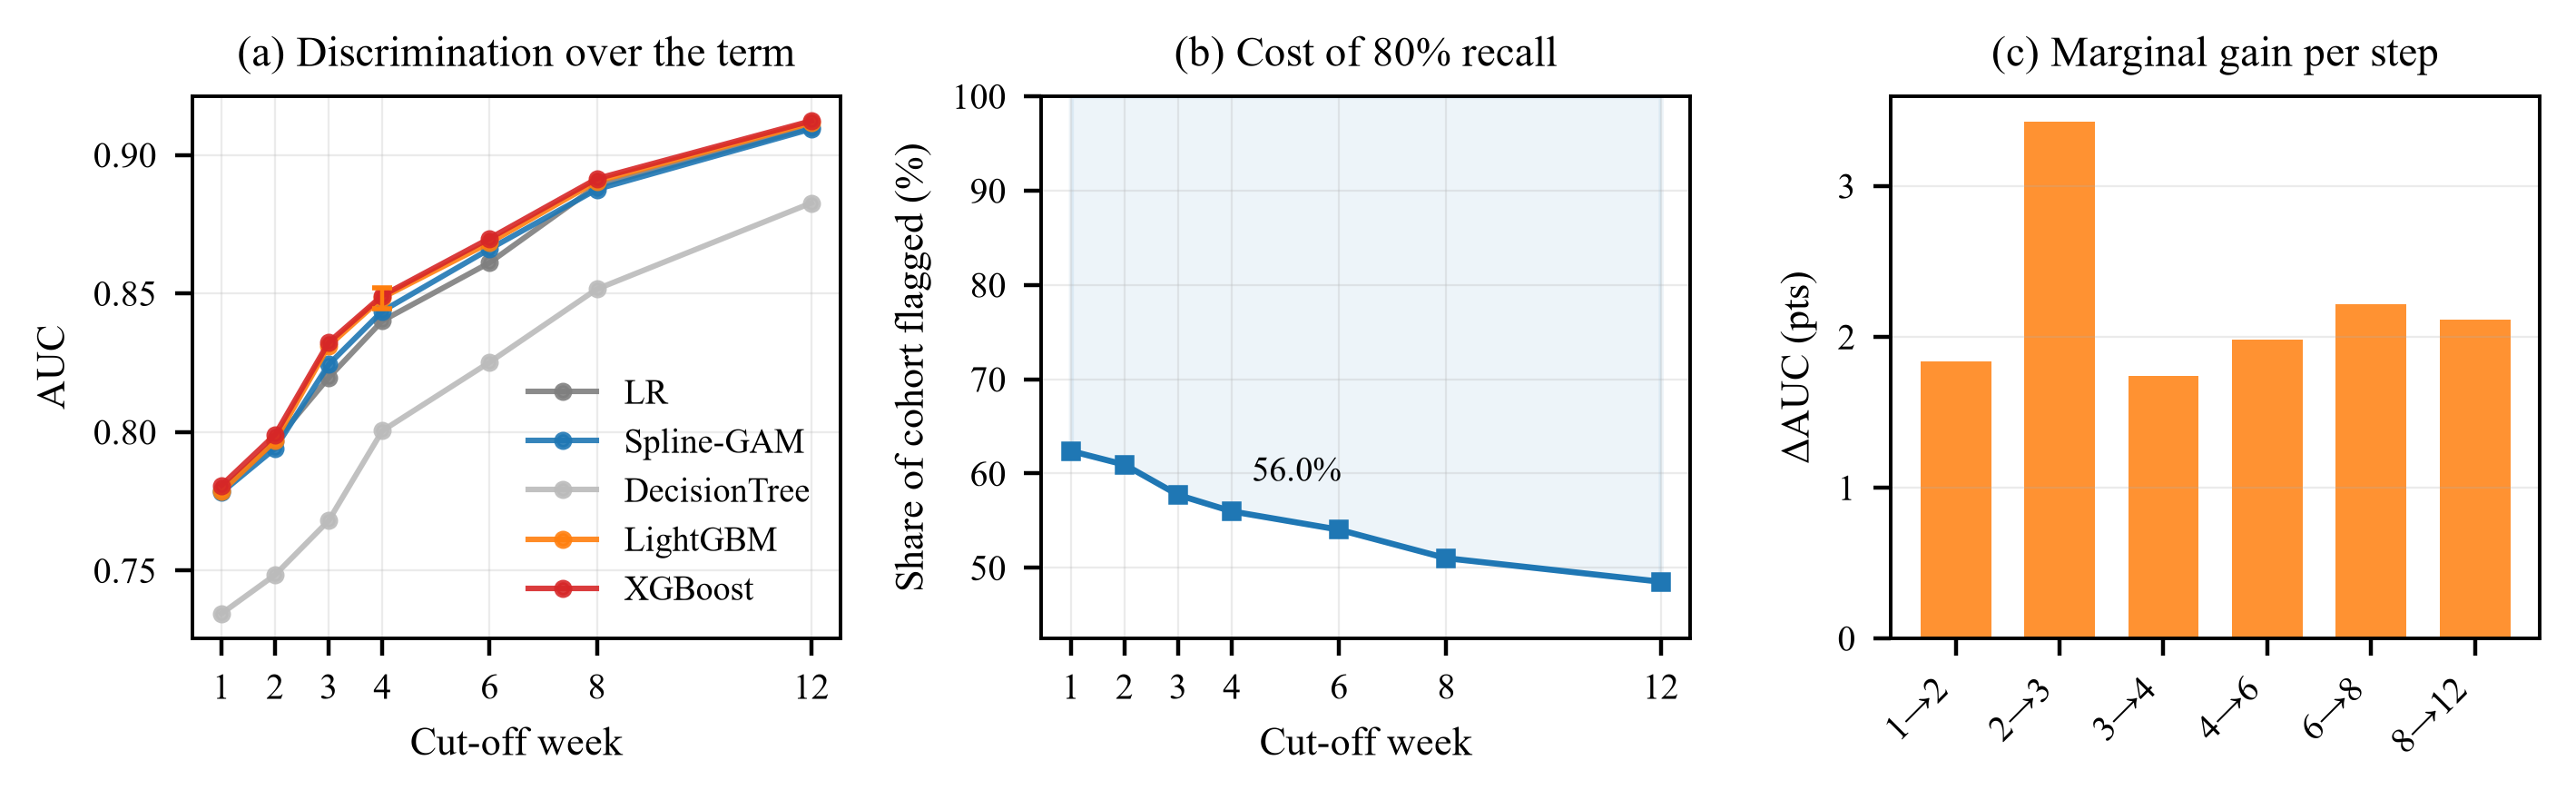 (a) Discrimination over the term
AUC
0.90
0.85
0.80
0.75
LR
Spline-GAM
DecisionTree
LightGBM
XGBoost
1 2 3 4 6 8 12
Cut-off week
(b) Cost of 80% recall
Share of cohort flagged (%)
100
90
80
70
60
50
56.0%
1 2 3 4 6 8 12
Cut-off week
(c) Marginal gain per step
ΔAUC (pts)
3
2
1
0
1→2 2→3 3→4 4→6 6→8 8→12